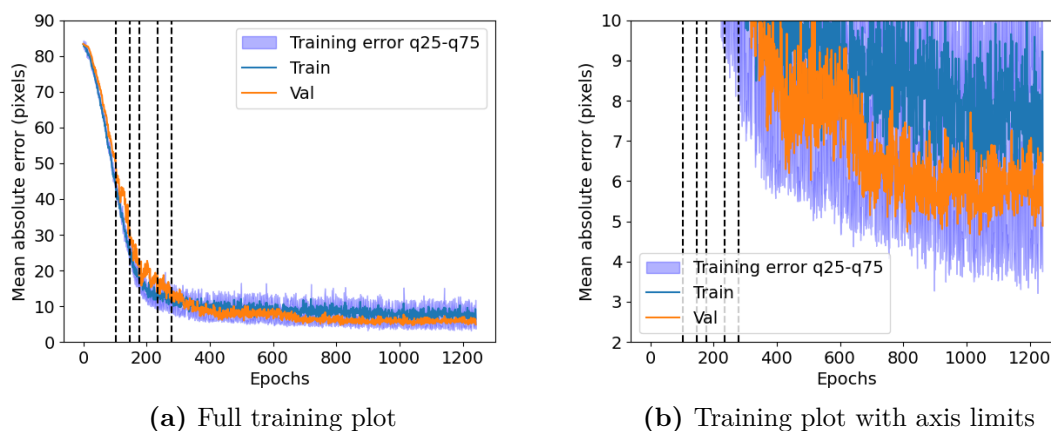 90
80
70
60
50
40
30
20
10
0
Mean absolute error (pixels)
Training error q25-q75
Train
Val
0 200 400 600 800 1000 1200
Epochs
(a) Full training plot
10
9
8
7
6
5
4
3
2
Mean absolute error (pixels)
Training error q25-q75
Train
Val
0 200 400 600 800 1000 1200
Epochs
(b) Training plot with axis limits